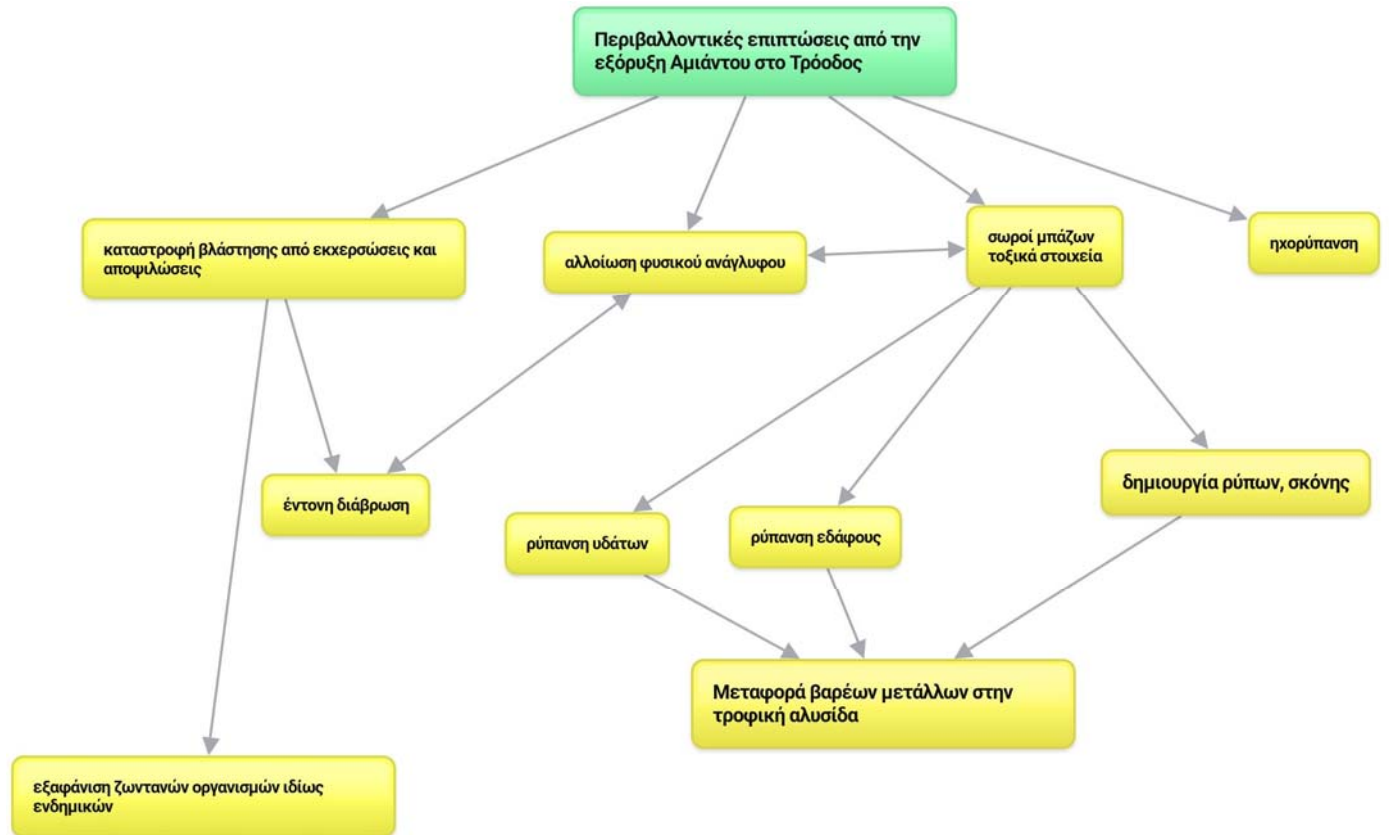 Περιβαλλοντικές επιπτώσεις από την
εξόρυξη Αμιάντου στο Τρόοδος
καταστροφή βλάστησης από εκχερσώσεις και
αποψιλώσεις
αλλοίωση φυσικού ανάγλυφου
σωροί μπάζων
τοξικά στοιχεία
ηχορύπανση
έντονη διάβρωση
ρύπανση υδάτων
ρύπανση εδάφους
δημιουργία ρύπων, σκόνης
Μεταφορά βαρέων μετάλλων στην
τροφική αλυσίδα
εξαφάνιση ζωντανών οργανισμών ιδίως
ενδημικών